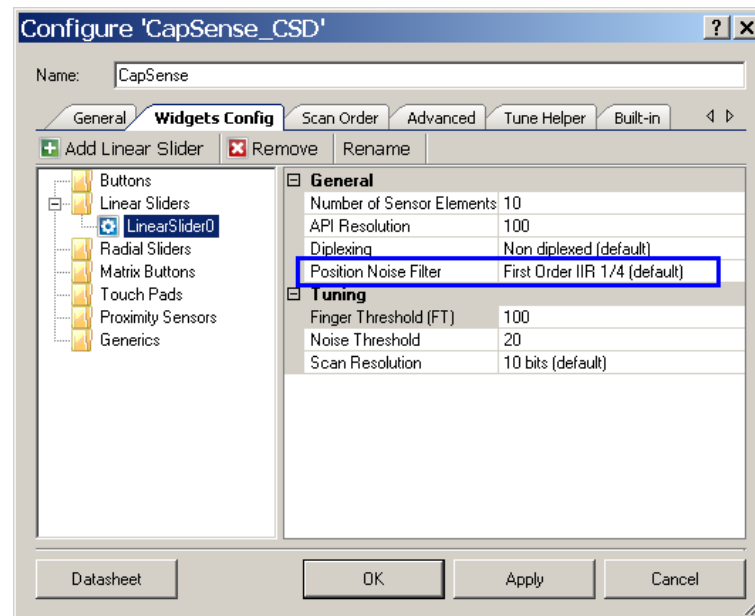 Configure 'CapSense_CSD'
Name: CapSense
General Widgets Config Scan Order Advanced Tune Helper Built-in
Add Linear Slider Remove Rename
Buttons
Linear Sliders
LinearSlider0
Radial Sliders
Matrix Buttons
Touch Pads
Proximity Sensors
Generics
General
Number of Sensor Elements 10
API Resolution 100
Diplexing Non diplexed (default)
Position Noise Filter First Order IIR 1/4 (default)
Tuning
Finger Threshold (FT) 100
Noise Threshold 20
Scan Resolution 10 bits (default)
Datasheet OK Apply Cancel